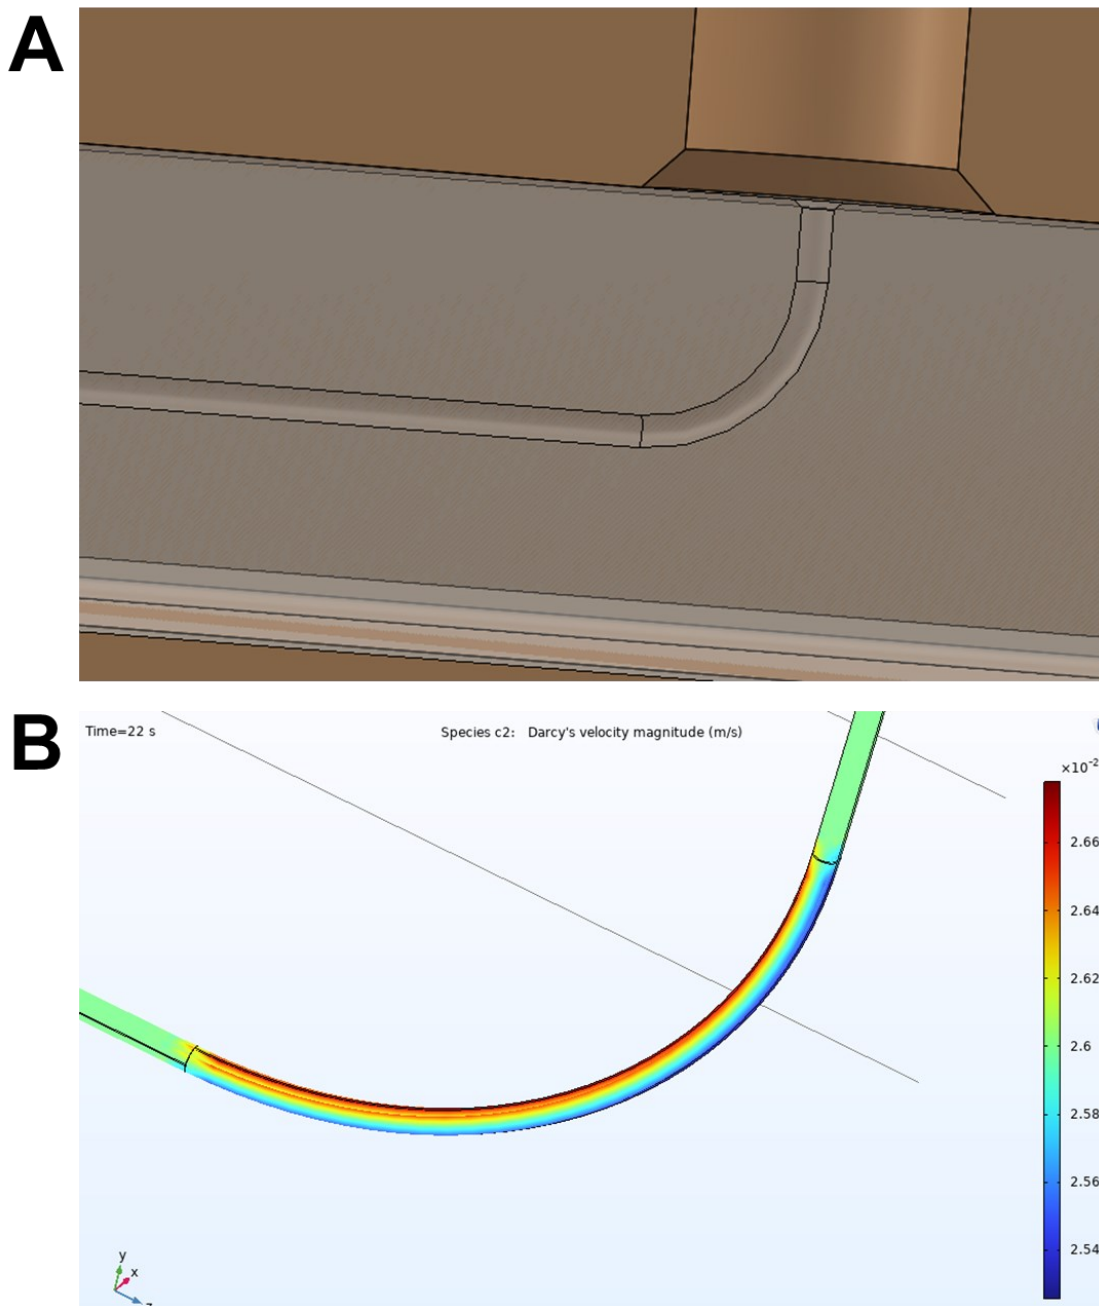 A
B
Time=22 s
Species c2: Darcy's velocity magnitude (m/s)
×10⁻²
2.66
2.64
2.62
2.6
2.58
2.56
2.54
y
x